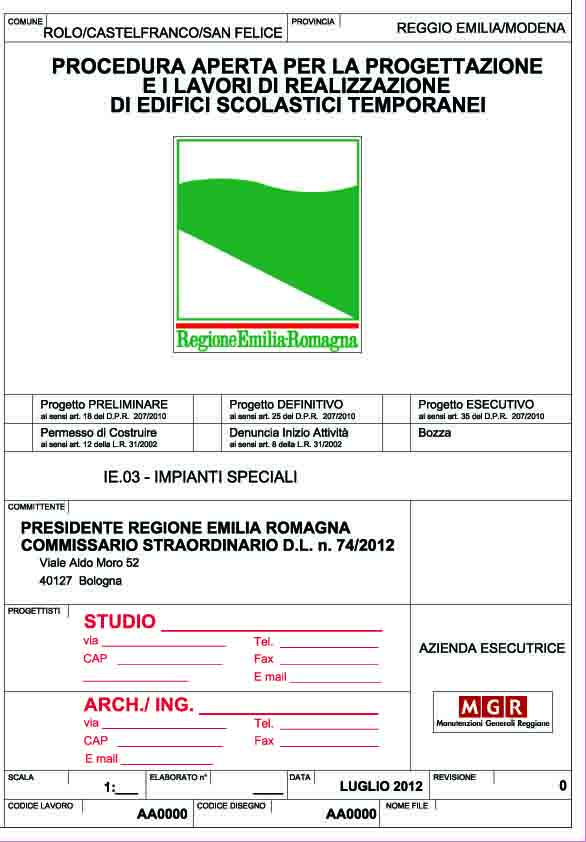 COMUNE
ROLO/CASTELFRANCO/SAN FELICE
PROVINCIA
REGGIO EMILIA/MODENA
PROCEDURA APERTA PER LA PROGETTAZIONE
E I LAVORI DI REALIZZAZIONE
DI EDIFICI SCOLASTICI TEMPORANEI
RegioneEmilia-Romagna
Progetto PRELIMINARE
ai sensi art. 18 del D.P.R. 207/2010
Progetto DEFINITIVO
ai sensi art. 25 del D.P.R. 207/2010
Progetto ESECUTIVO
ai sensi art. 35 del D.P.R. 207/2010
Permesso di Costruire
ai sensi art. 12 della L.R. 31/2002
Denuncia Inizio Attività
ai sensi art. 8 della L.R. 31/2002
Bozza
IE.03 - IMPIANTI SPECIALI
COMMITTENTE
PRESIDENTE REGIONE EMILIA ROMAGNA
COMMISSARIO STRAORDINARIO D.L. n. 74/2012
Viale Aldo Moro 52
40127 Bologna
PROGETTISTI
STUDIO
via
Tel.
CAP
Fax
E mail
ARCH./ ING.
via
Tel.
CAP
Fax
E mail
AZIENDA ESECUTRICE
MGR
Manutenzioni Generali Reggiane
SCALA
1:___
ELABORATO n°
____
DATA
LUGLIO 2012
REVISIONE
0
CODICE LAVORO
AA0000
CODICE DISEGNO
AA0000
NOME FILE